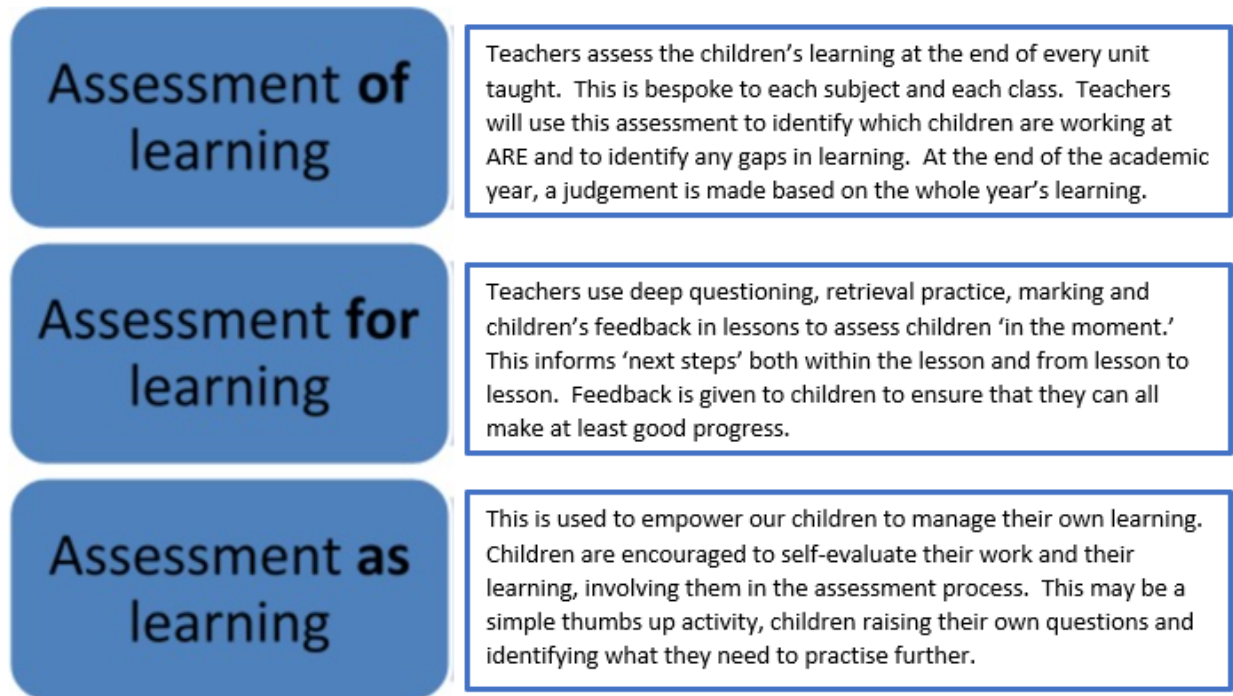 Assessment of
learning
Teachers assess the children’s learning at the end of every unit
taught.  This is bespoke to each subject and each class.  Teachers
will use this assessment to identify which children are working at
ARE and to identify any gaps in learning.  At the end of the academic
year, a judgement is made based on the whole year’s learning.
Assessment for
learning
Teachers use deep questioning, retrieval practice, marking and
children’s feedback in lessons to assess children ‘in the moment.’
This informs ‘next steps’ both within the lesson and from lesson to
lesson.  Feedback is given to children to ensure that they can all
make at least good progress.
Assessment as
learning
This is used to empower our children to manage their own learning.
Children are encouraged to self-evaluate their work and their
learning, involving them in the assessment process.  This may be a
simple thumbs up activity, children raising their own questions and
identifying what they need to practise further.